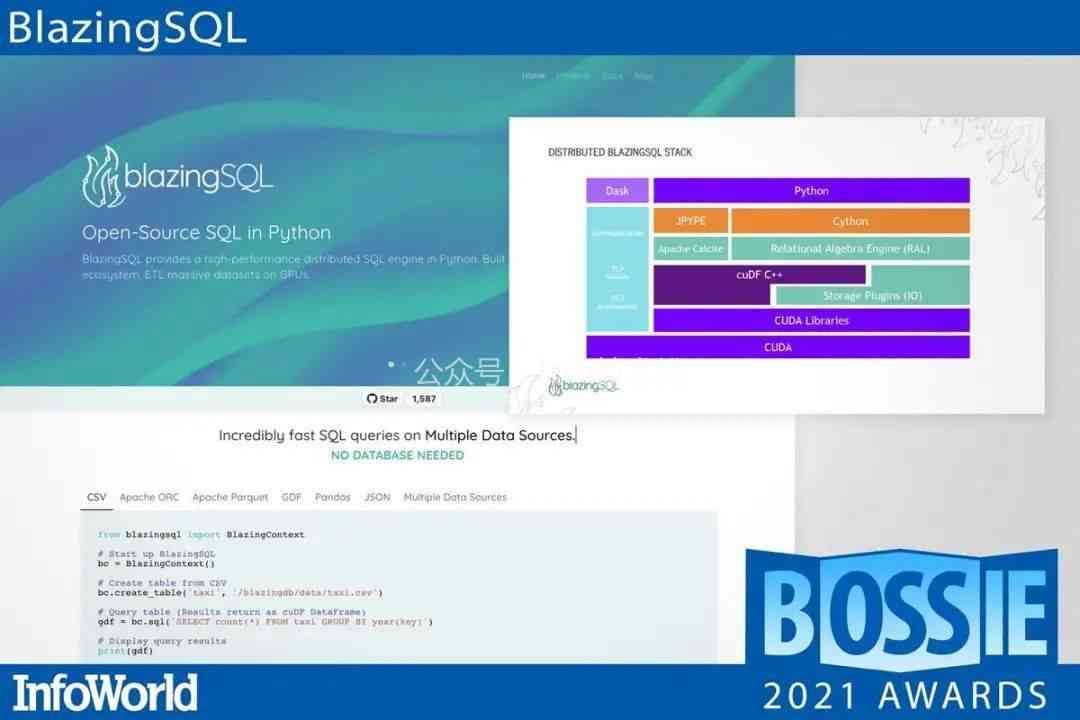 BlazingSQL
Home
blazingSQL
Open-Source SQL in Python
BlazingSQL provides a high-performance distributed SQL engine in Python. Built
ecosystem. ETL massive datasets on GPUs.
公众号
Star 1,587
DISTRIBUTED BLAZINGSQL STACK
Dask Python
JPYPE Cython
Apache Calcite Relational Algebra Engine (RAL)
cuDF C++
Storage Plugins (IO)
CUDA Libraries
CUDA
blazingSQL
Incredibly fast SQL queries on Multiple Data Sources.
NO DATABASE NEEDED
CSV Apache ORC Apache Parquet GDF Pandas JSON Multiple Data Sources
from blazingsql import BlazingContext
# Start up BlazingSQL
bc = BlazingContext()
# Create table from CSV
bc.create_table('taxi', '/blazingdb/data/taxi.csv')
# Query table (Results return as cuDF DataFrame)
gdf = bc.sql('SELECT count(*) FROM taxi GROUP BY year(key)')
# Display query results
print(gdf)
BOSSIE
2021 AWARDS
InfoWorld